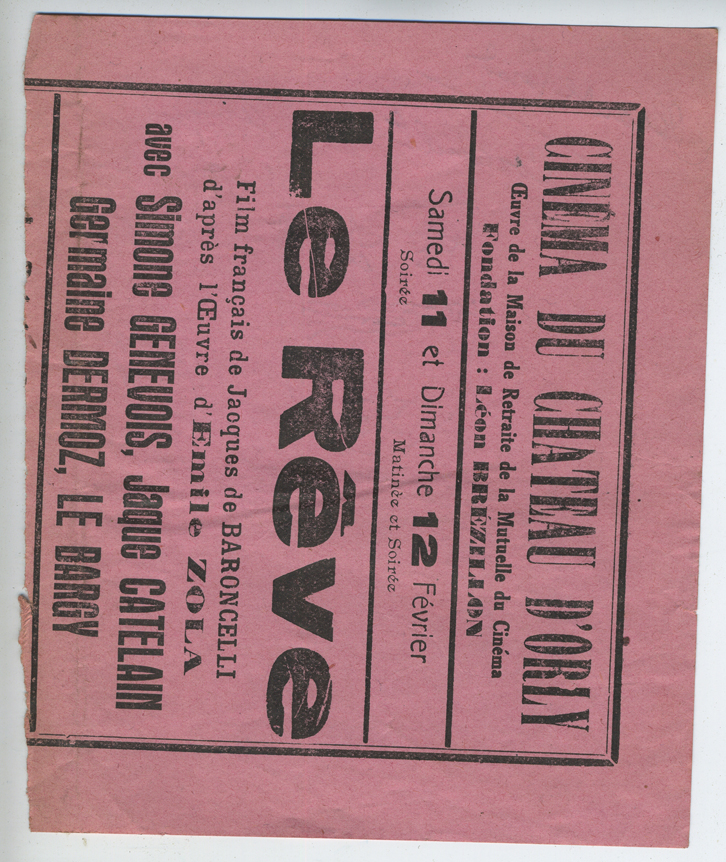 CINÉMA DU CHATEAU D'ORLY
Œuvre de la Maison de Retraite de la Mutuelle du Cinéma
Fondation : Léon BREZILLON
Samedi 11 et Dimanche 12 Février
Soirée Matinée et Soirée
Le Rêve
Film français de Jacques de BARONCELLI
d'après l'Œuvre d'Emile ZOLA
avec Simone GENEVOIS, Jaque CATELAIN
Germaine DERMOZ, LE BARGY